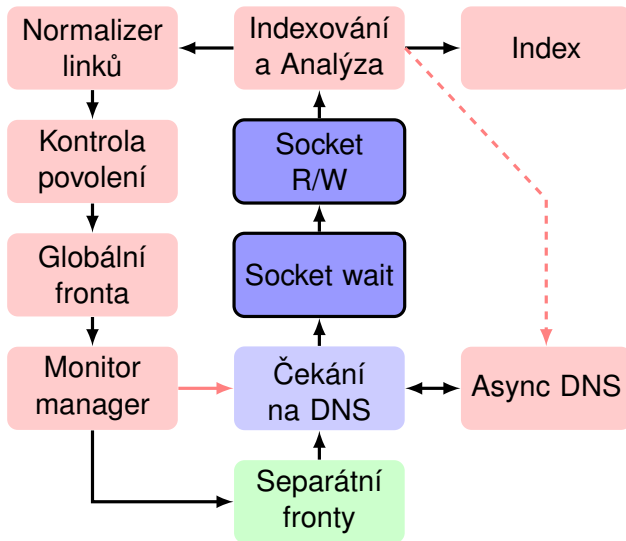 Normalizer
linků
Indexování
a Analýza
Index
Kontrola
povolení
Socket
R/W
Globální
fronta
Socket wait
Monitor
manager
Čekání
na DNS
Async DNS
Separátní
fronty